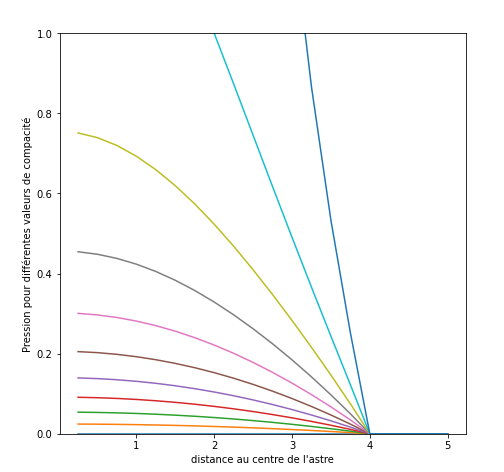 Pression pour différentes valeurs de compacité
1.0
0.8
0.6
0.4
0.2
0.0
1 2 3 4 5
distance au centre de l'astre